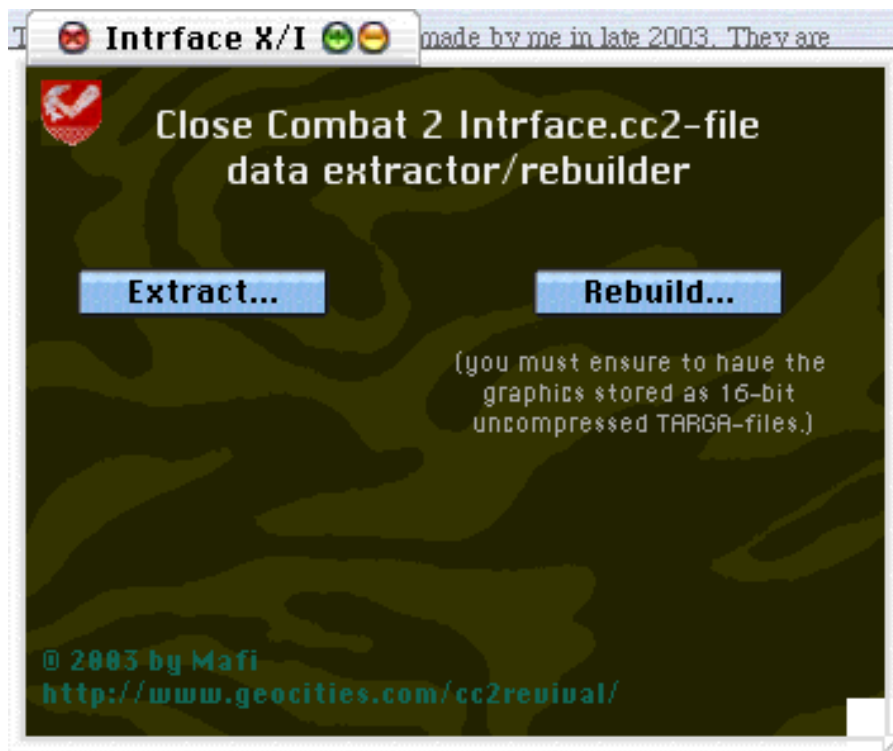 Intrface X/I
made by me in late 2003. They are
Close Combat 2 Intrface.cc2-file
data extractor/rebuilder
Extract...
Rebuild...
(you must ensure to have the
graphics stored as 16-bit
uncompressed TARGA-files.)
© 2003 by Mafi
http://www.geocities.com/cc2revival/